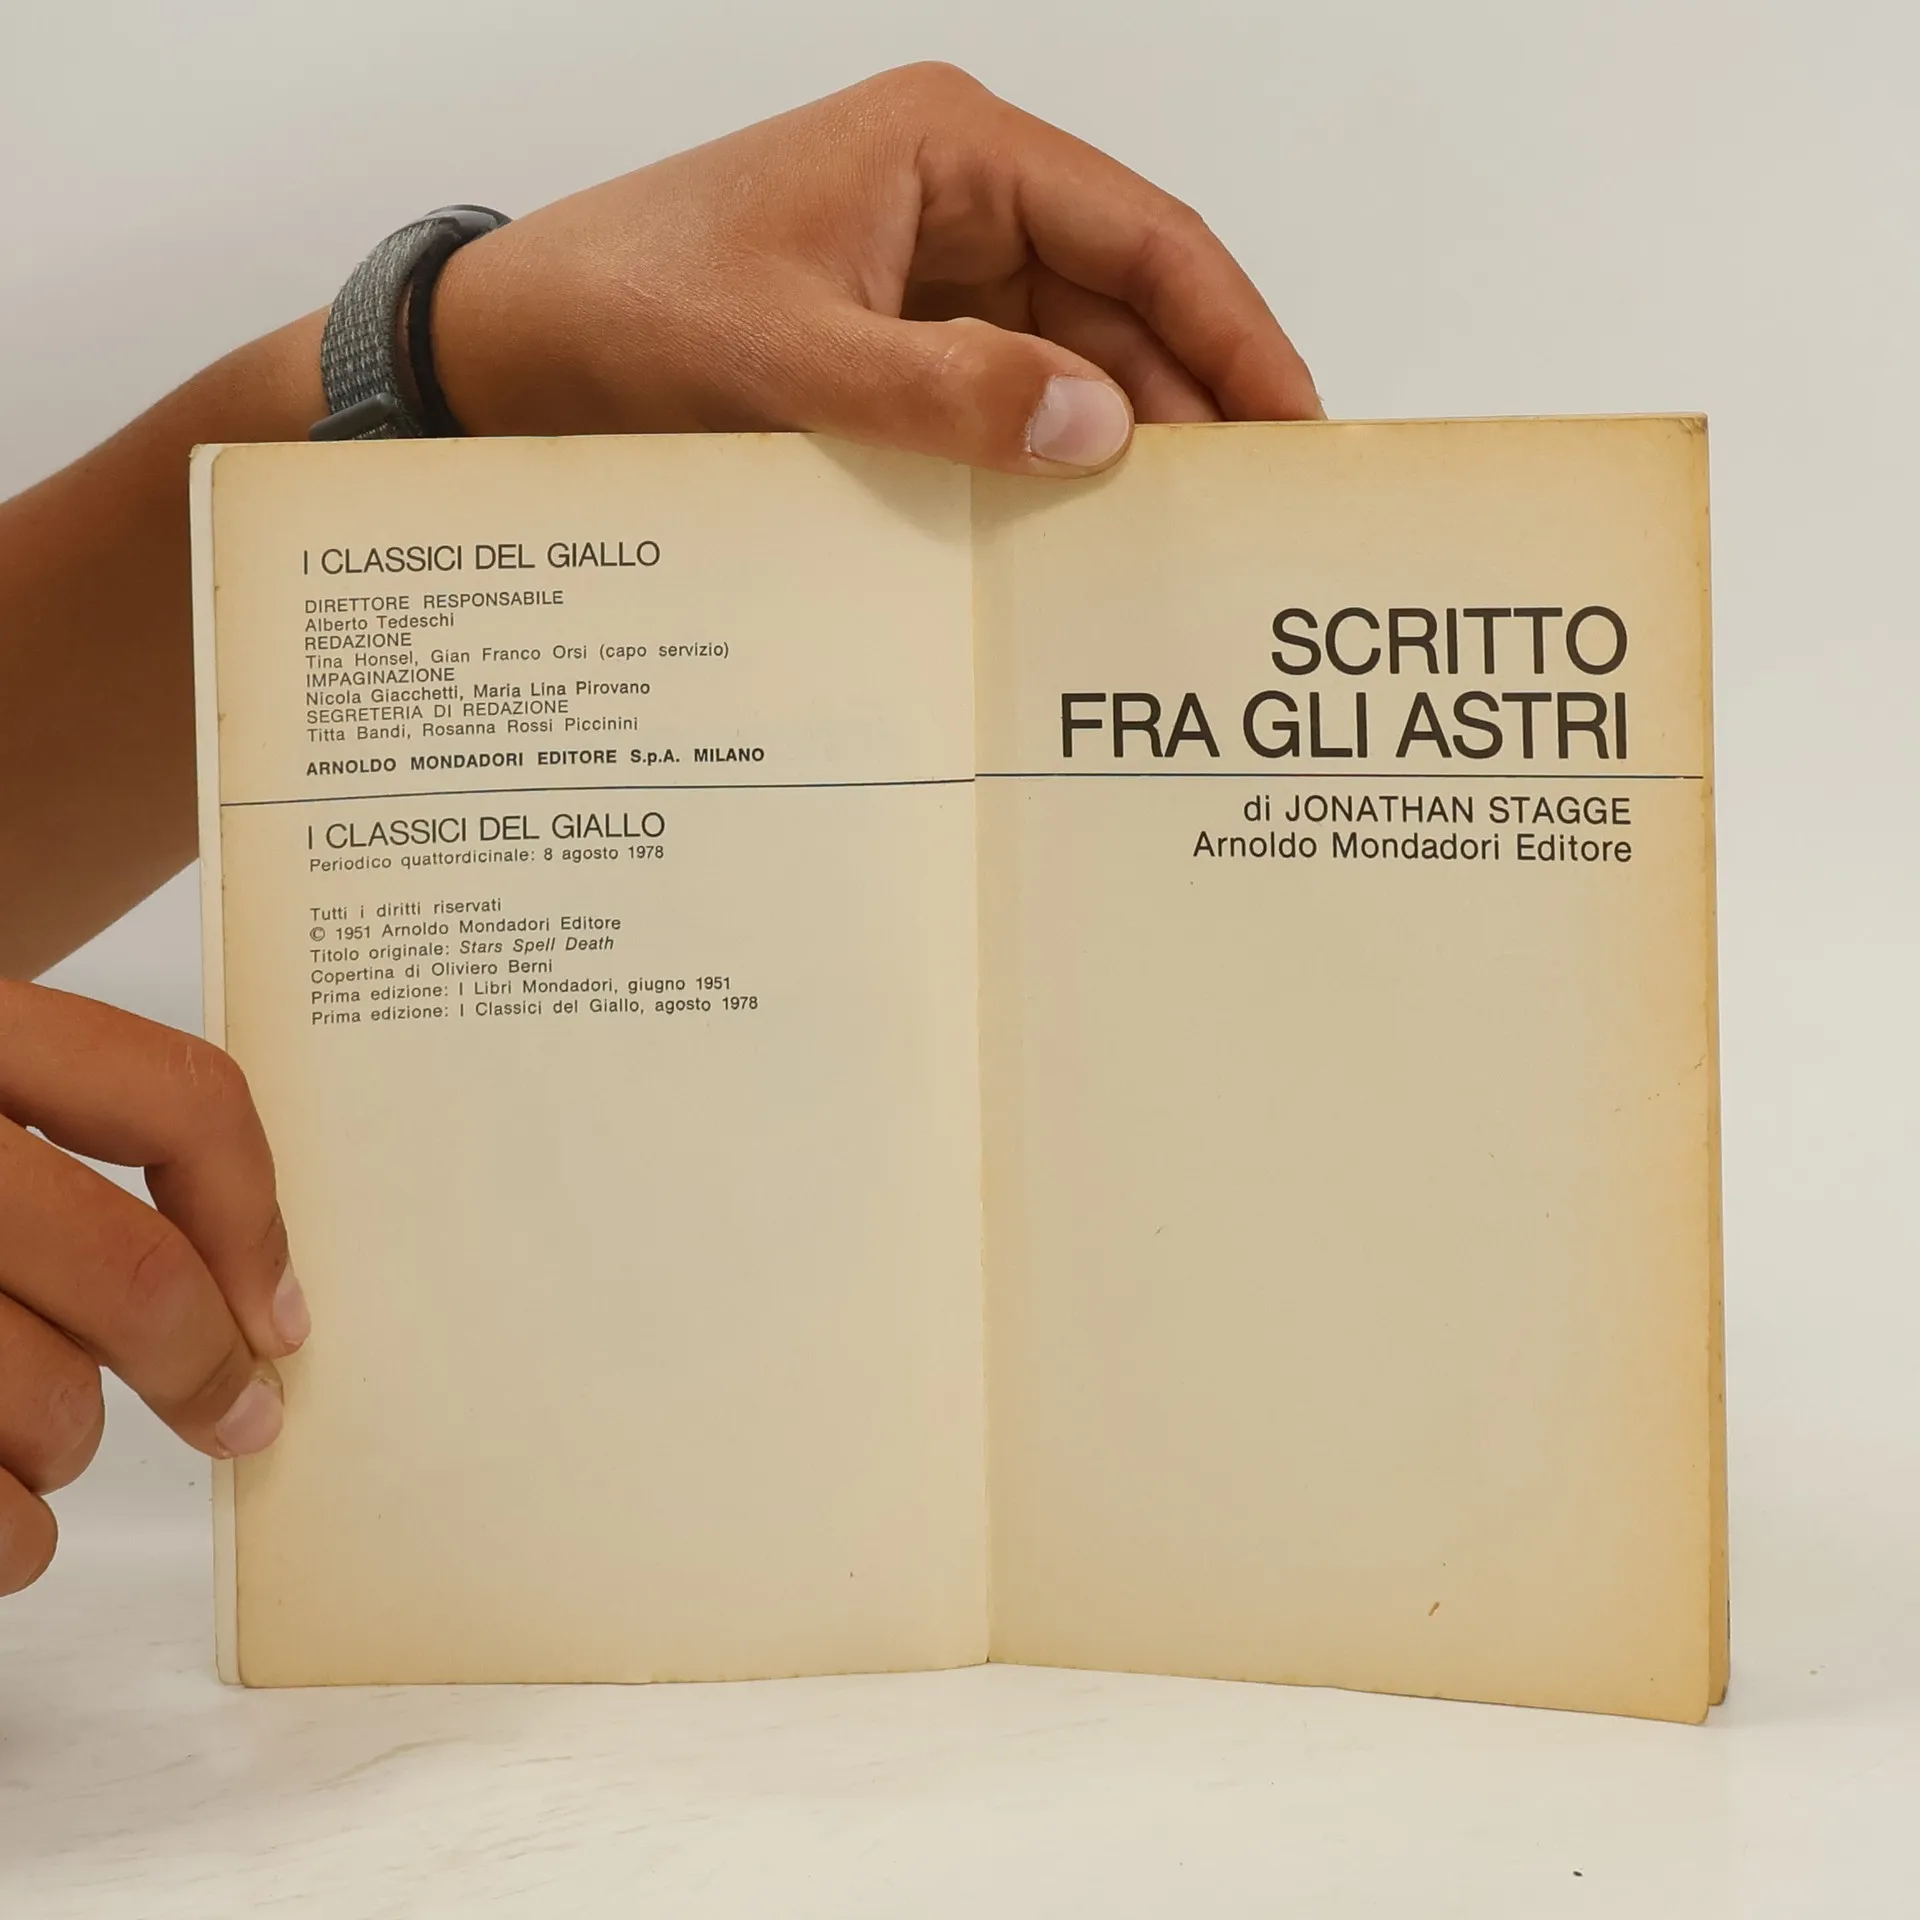 I CLASSICI DEL GIALLO
DIRETTORE RESPONSABILE
Alberto Tedeschi
REDAZIONE
Tina Honsel, Gian Franco Orsi (capo servizio)
IMPAGINAZIONE
Nicola Giacchetti, Maria Lina Pirovano
SEGRETERIA DI REDAZIONE
Titta Bandi, Rosanna Rossi Piccinini
ARNOLDO MONDADORI EDITORE S.p.A. MILANO
I CLASSICI DEL GIALLO
Periodico quattordicinale: 8 agosto 1978
Tutti i diritti riservati
© 1951 Arnoldo Mondadori Editore
Titolo originale: Stars Spell Death
Copertina di Oliviero Berni
Prima edizione: I Libri Mondadori, giugno 1951
Prima edizione: I Classici del Giallo, agosto 1978
SCRITTO
FRA GLI ASTRI
di JONATHAN STAGGE
Arnoldo Mondadori Editore